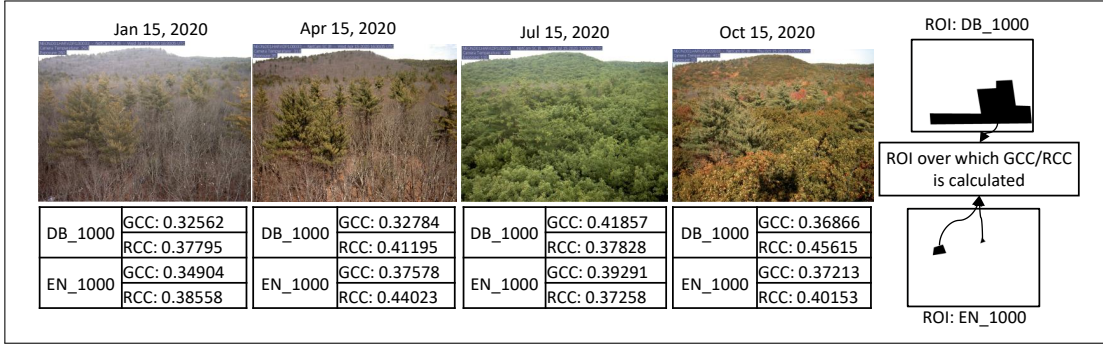 Jan 15, 2020
Apr 15, 2020
Jul 15, 2020
Oct 15, 2020
ROI: DB_1000
ROI over which GCC/RCC
is calculated
DB_1000
GCC: 0.32562
RCC: 0.37795
EN_1000
GCC: 0.34904
RCC: 0.38558
DB_1000
GCC: 0.32784
RCC: 0.41195
EN_1000
GCC: 0.37578
RCC: 0.44023
DB_1000
GCC: 0.41857
RCC: 0.37828
EN_1000
GCC: 0.39291
RCC: 0.37258
DB_1000
GCC: 0.36866
RCC: 0.45615
EN_1000
GCC: 0.37213
RCC: 0.40153
ROI: EN_1000